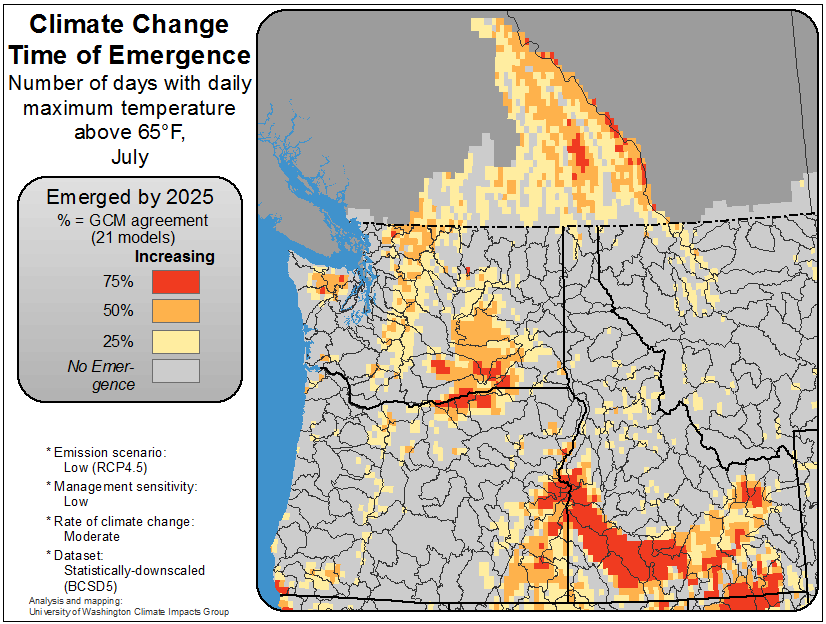 Climate Change
Time of Emergence
Number of days with daily
maximum temperature
above 65°F,
July
Emerged by 2025
% = GCM agreement
(21 models)
Increasing
75%
50%
25%
No Emer-
gence
* Emission scenario:
Low (RCP4.5)
* Management sensitivity:
Low
* Rate of climate change:
Moderate
* Dataset:
Statistically-downscaled
(BCSD5)
Analysis and mapping:
University of Washington Climate Impacts Group